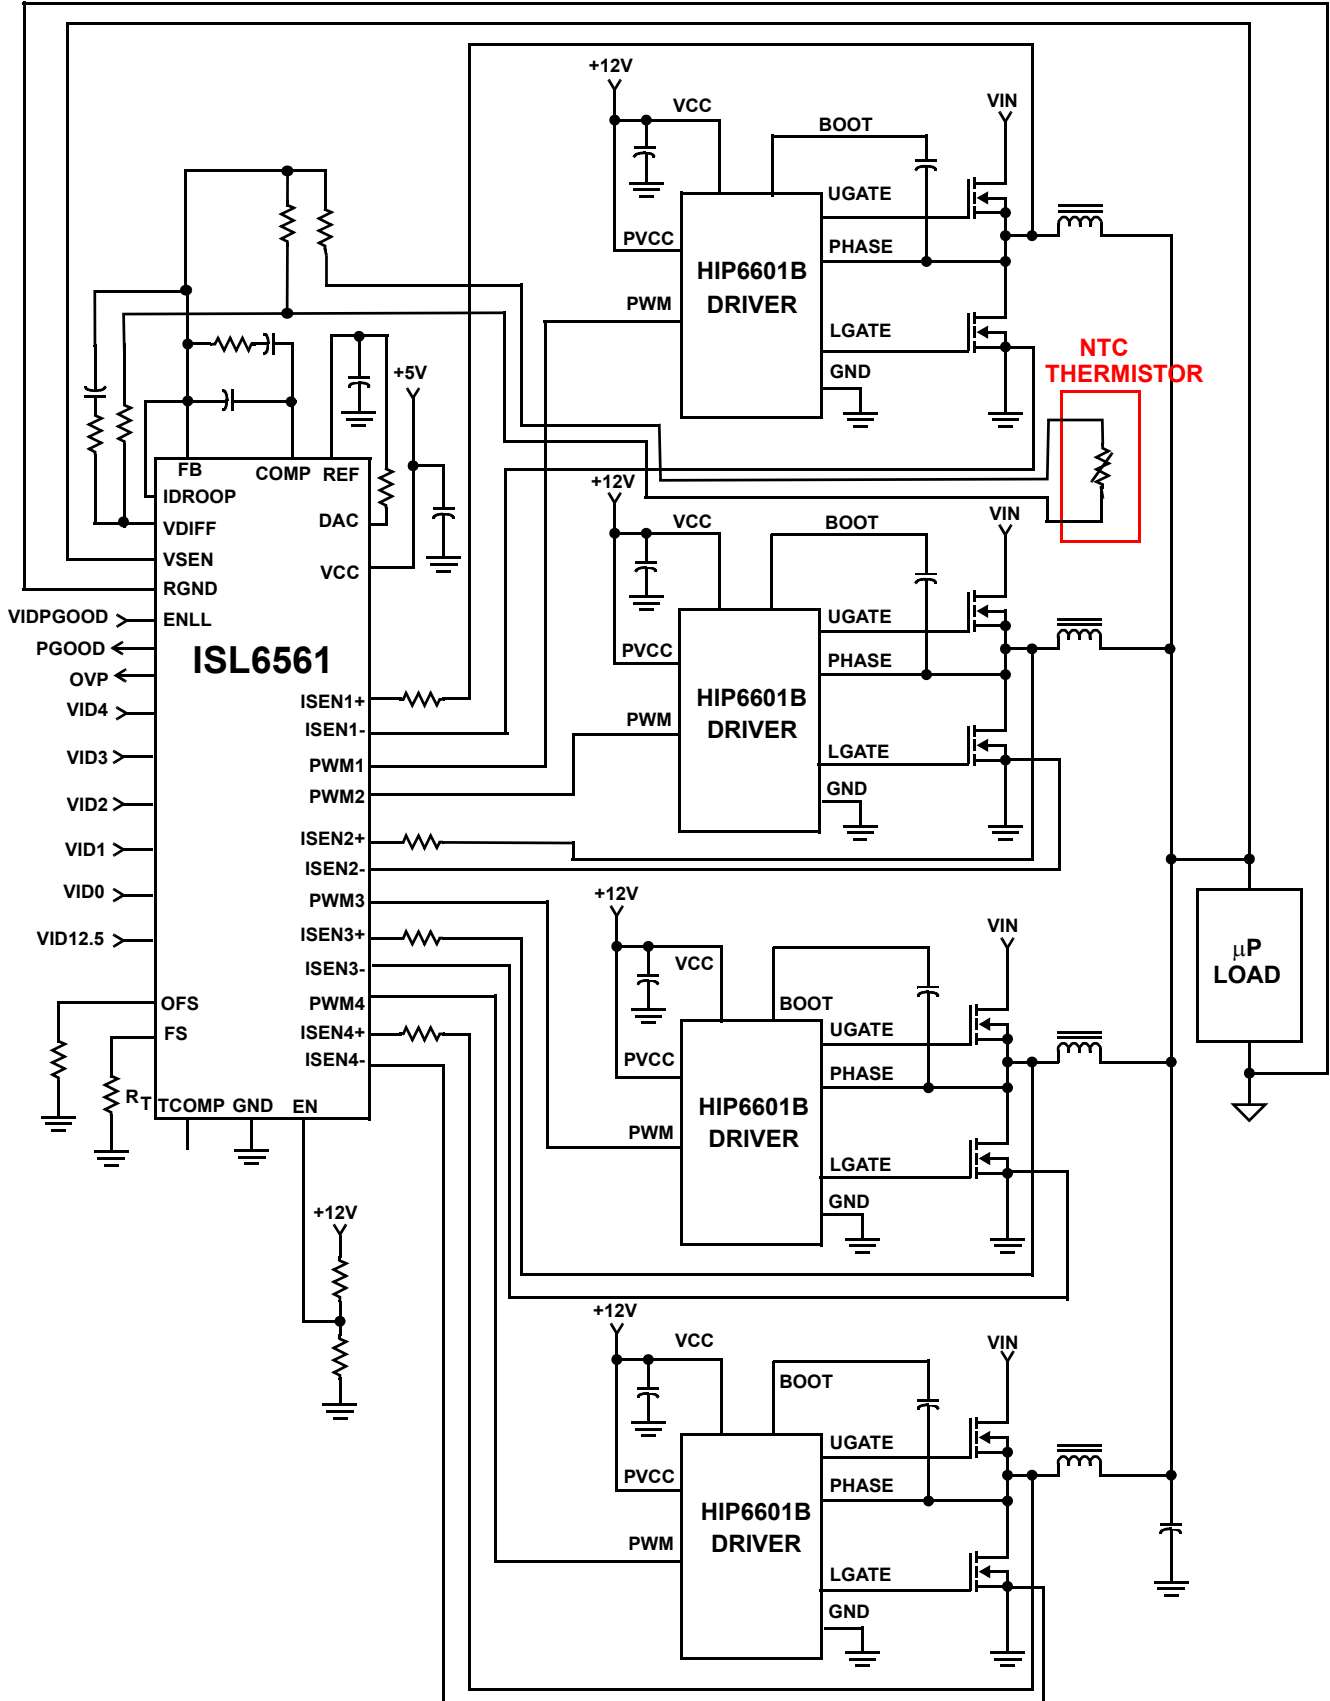 +12V
VCC
BOOT
VIN
UGATE
PVCC
PHASE
HIP6601B
DRIVER
PWM
LGATE
GND
NTC
THERMISTOR
+5V
FB
COMP
REF
IDROOP
VDIFF
DAC
VSEN
VCC
RGND
VIDPGOOD
ENLL
PGOOD
ISL6561
OVP
VID4
ISEN1+
ISEN1-
VID3
PWM1
PWM2
VID2
ISEN2+
VID1
ISEN2-
VID0
PWM3
ISEN3+
VID12.5
ISEN3-
OFS
PWM4
FS
ISEN4+
ISEN4-
RT
TCOMP
GND
EN
+12V
+12V
VCC
BOOT
VIN
UGATE
PVCC
PHASE
HIP6601B
DRIVER
PWM
LGATE
GND
+12V
VCC
BOOT
VIN
UGATE
PVCC
PHASE
HIP6601B
DRIVER
PWM
LGATE
GND
µP
LOAD
+12V
VCC
BOOT
VIN
UGATE
PVCC
PHASE
HIP6601B
DRIVER
PWM
LGATE
GND